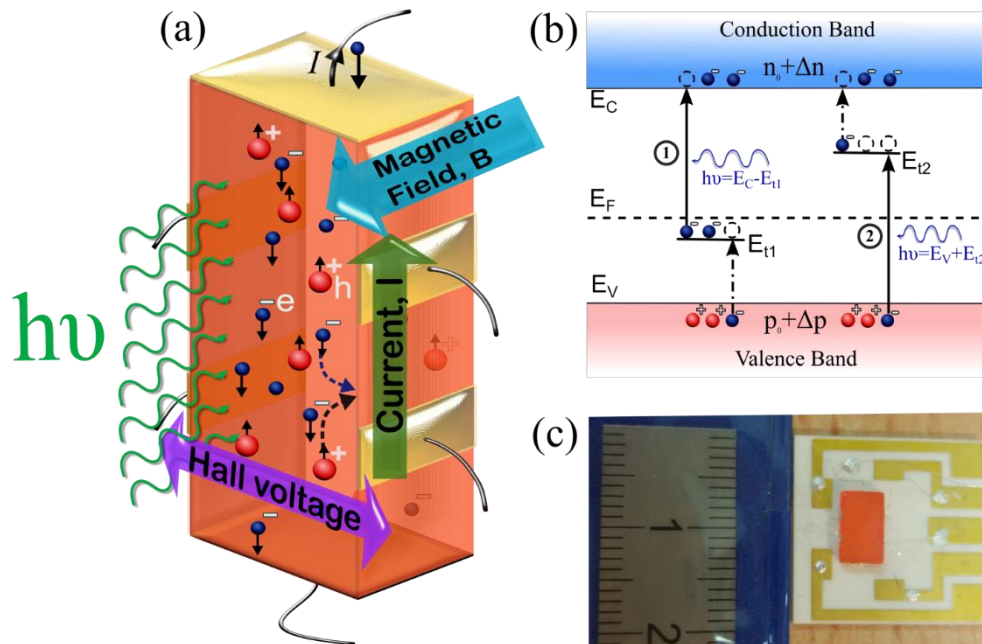 (a)
I
Magnetic
Field, B
hυ
+
−
+
h
−
e
Current, I
Hall voltage
(b)
Conduction Band
n₀+Δn
E_C
①
hυ=E_C-E_t1
E_t2
E_F
②
hυ=E_V+E_t2
E_t1
E_V
p₀+Δp
Valence Band
(c)
1
2